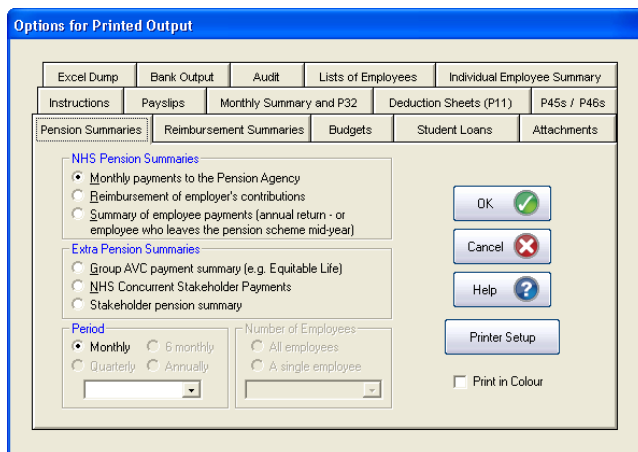 Options for Printed Output
Excel Dump Bank Output Audit Lists of Employees Individual Employee Summary
Instructions Payslips Monthly Summary and P32 Deduction Sheets (P11) P45s / P46s
Pension Summaries Reimbursement Summaries Budgets Student Loans Attachments
NHS Pension Summaries
Monthly payments to the Pension Agency
Reimbursement of employer's contributions
Summary of employee payments (annual return - or
employee who leaves the pension scheme mid-year)
Extra Pension Summaries
Group AVC payment summary (e.g. Equitable Life)
NHS Concurrent Stakeholder Payments
Stakeholder pension summary
Period
Monthly 6 monthly
Quarterly Annually
Number of Employees
All employees
A single employee
OK
Cancel
Help
Printer Setup
Print in Colour